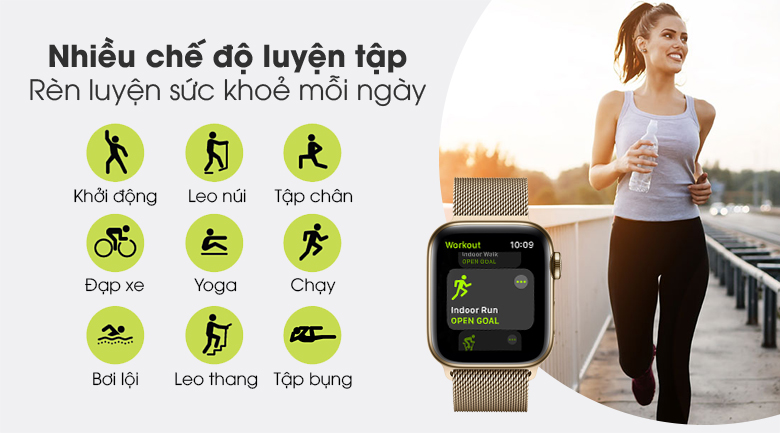 Nhiều chế độ luyện tập
Rèn luyện sức khoẻ mỗi ngày
Khởi động
Leo núi
Tập chân
Đạp xe
Yoga
Chạy
Bơi lội
Leo thang
Tập bụng
Workout 10:09
Indoor Walk
OPEN GOAL
Indoor Run
OPEN GOAL